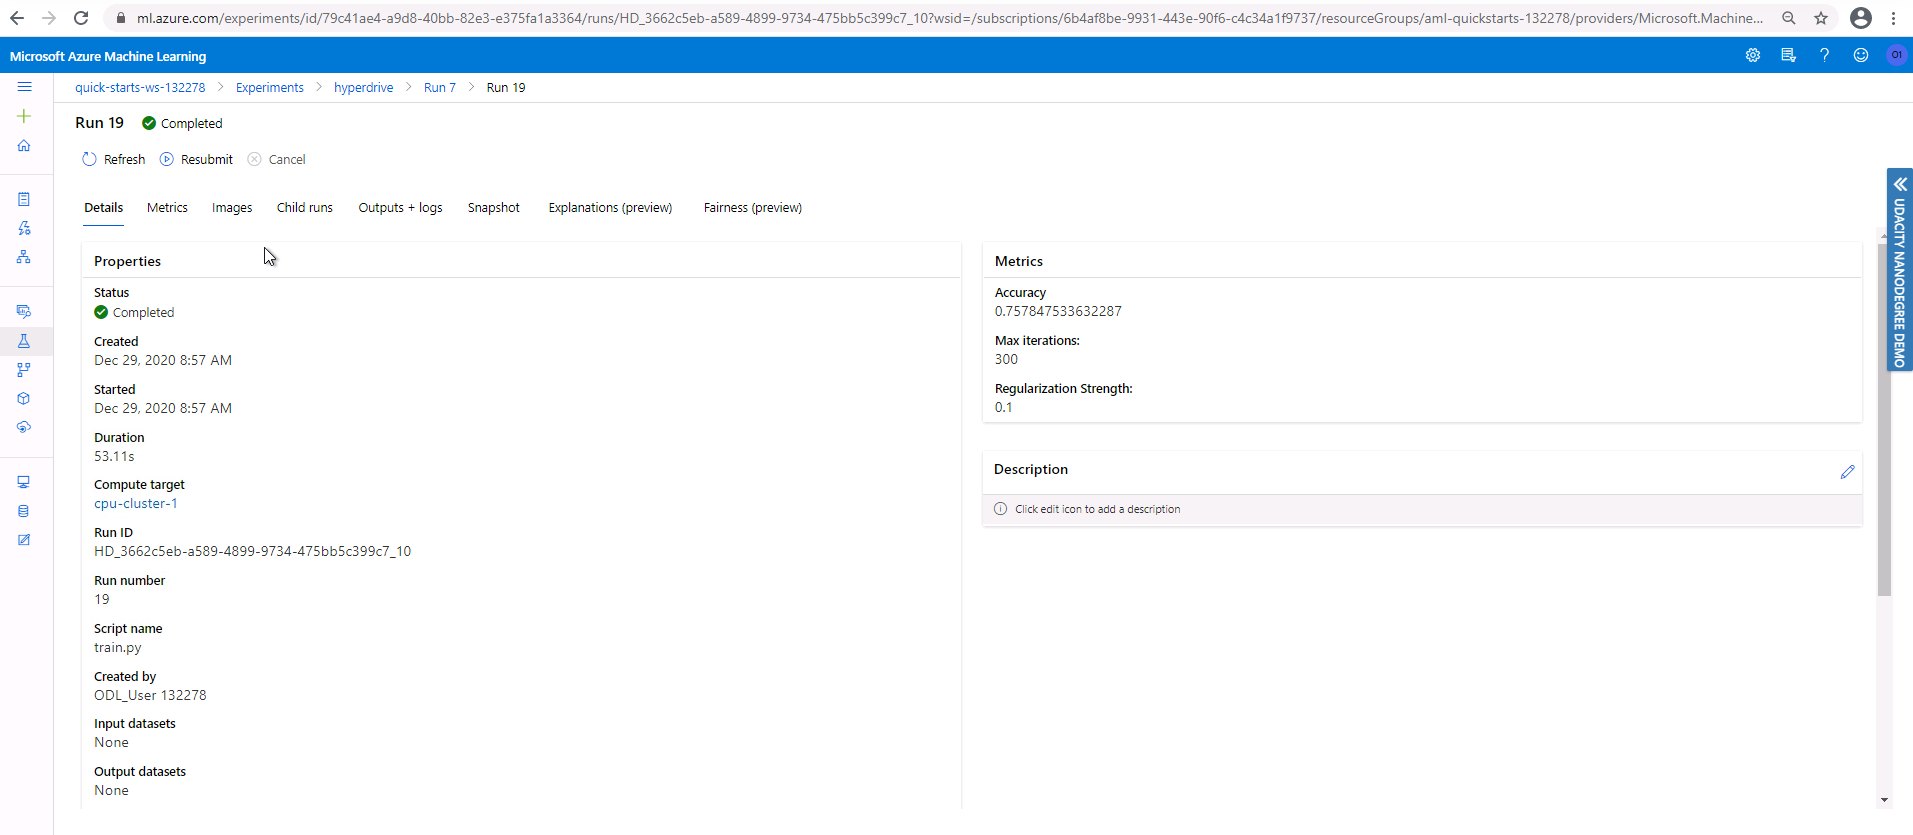 ml.azure.com/experiments/id/79c41ae4-a9d8-40bb-82e3-e375fa1a3364/runs/HD_3662c5eb-a589-4899-9734-475bb5c399c7_10?wsid=/subscriptions/6b4af8be-9931-443e-90f6-c4c34a1f9737/resourceGroups/aml-quickstarts-132278/providers/Microsoft.Machine...
Microsoft Azure Machine Learning
O1
quick-starts-ws-132278 > Experiments > hyperdrive > Run 7 > Run 19
Run 19 Completed
Refresh Resubmit Cancel
Details Metrics Images Child runs Outputs + logs Snapshot Explanations (preview) Fairness (preview)
UDACITY NANODEGREE DEMO
Properties
Status
Completed
Created
Dec 29, 2020 8:57 AM
Started
Dec 29, 2020 8:57 AM
Duration
53.11s
Compute target
cpu-cluster-1
Run ID
HD_3662c5eb-a589-4899-9734-475bb5c399c7_10
Run number
19
Script name
train.py
Created by
ODL_User 132278
Input datasets
None
Output datasets
None
Metrics
Accuracy
0.757847533632287
Max iterations:
300
Regularization Strength:
0.1
Description
Click edit icon to add a description